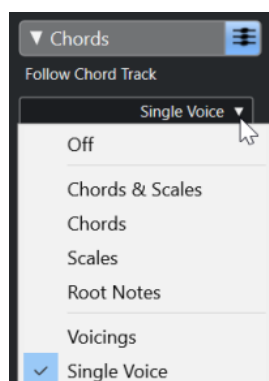 Chords
Follow Chord Track
Single Voice
Off
Chords & Scales
Chords
Scales
Root Notes
Voicings
Single Voice